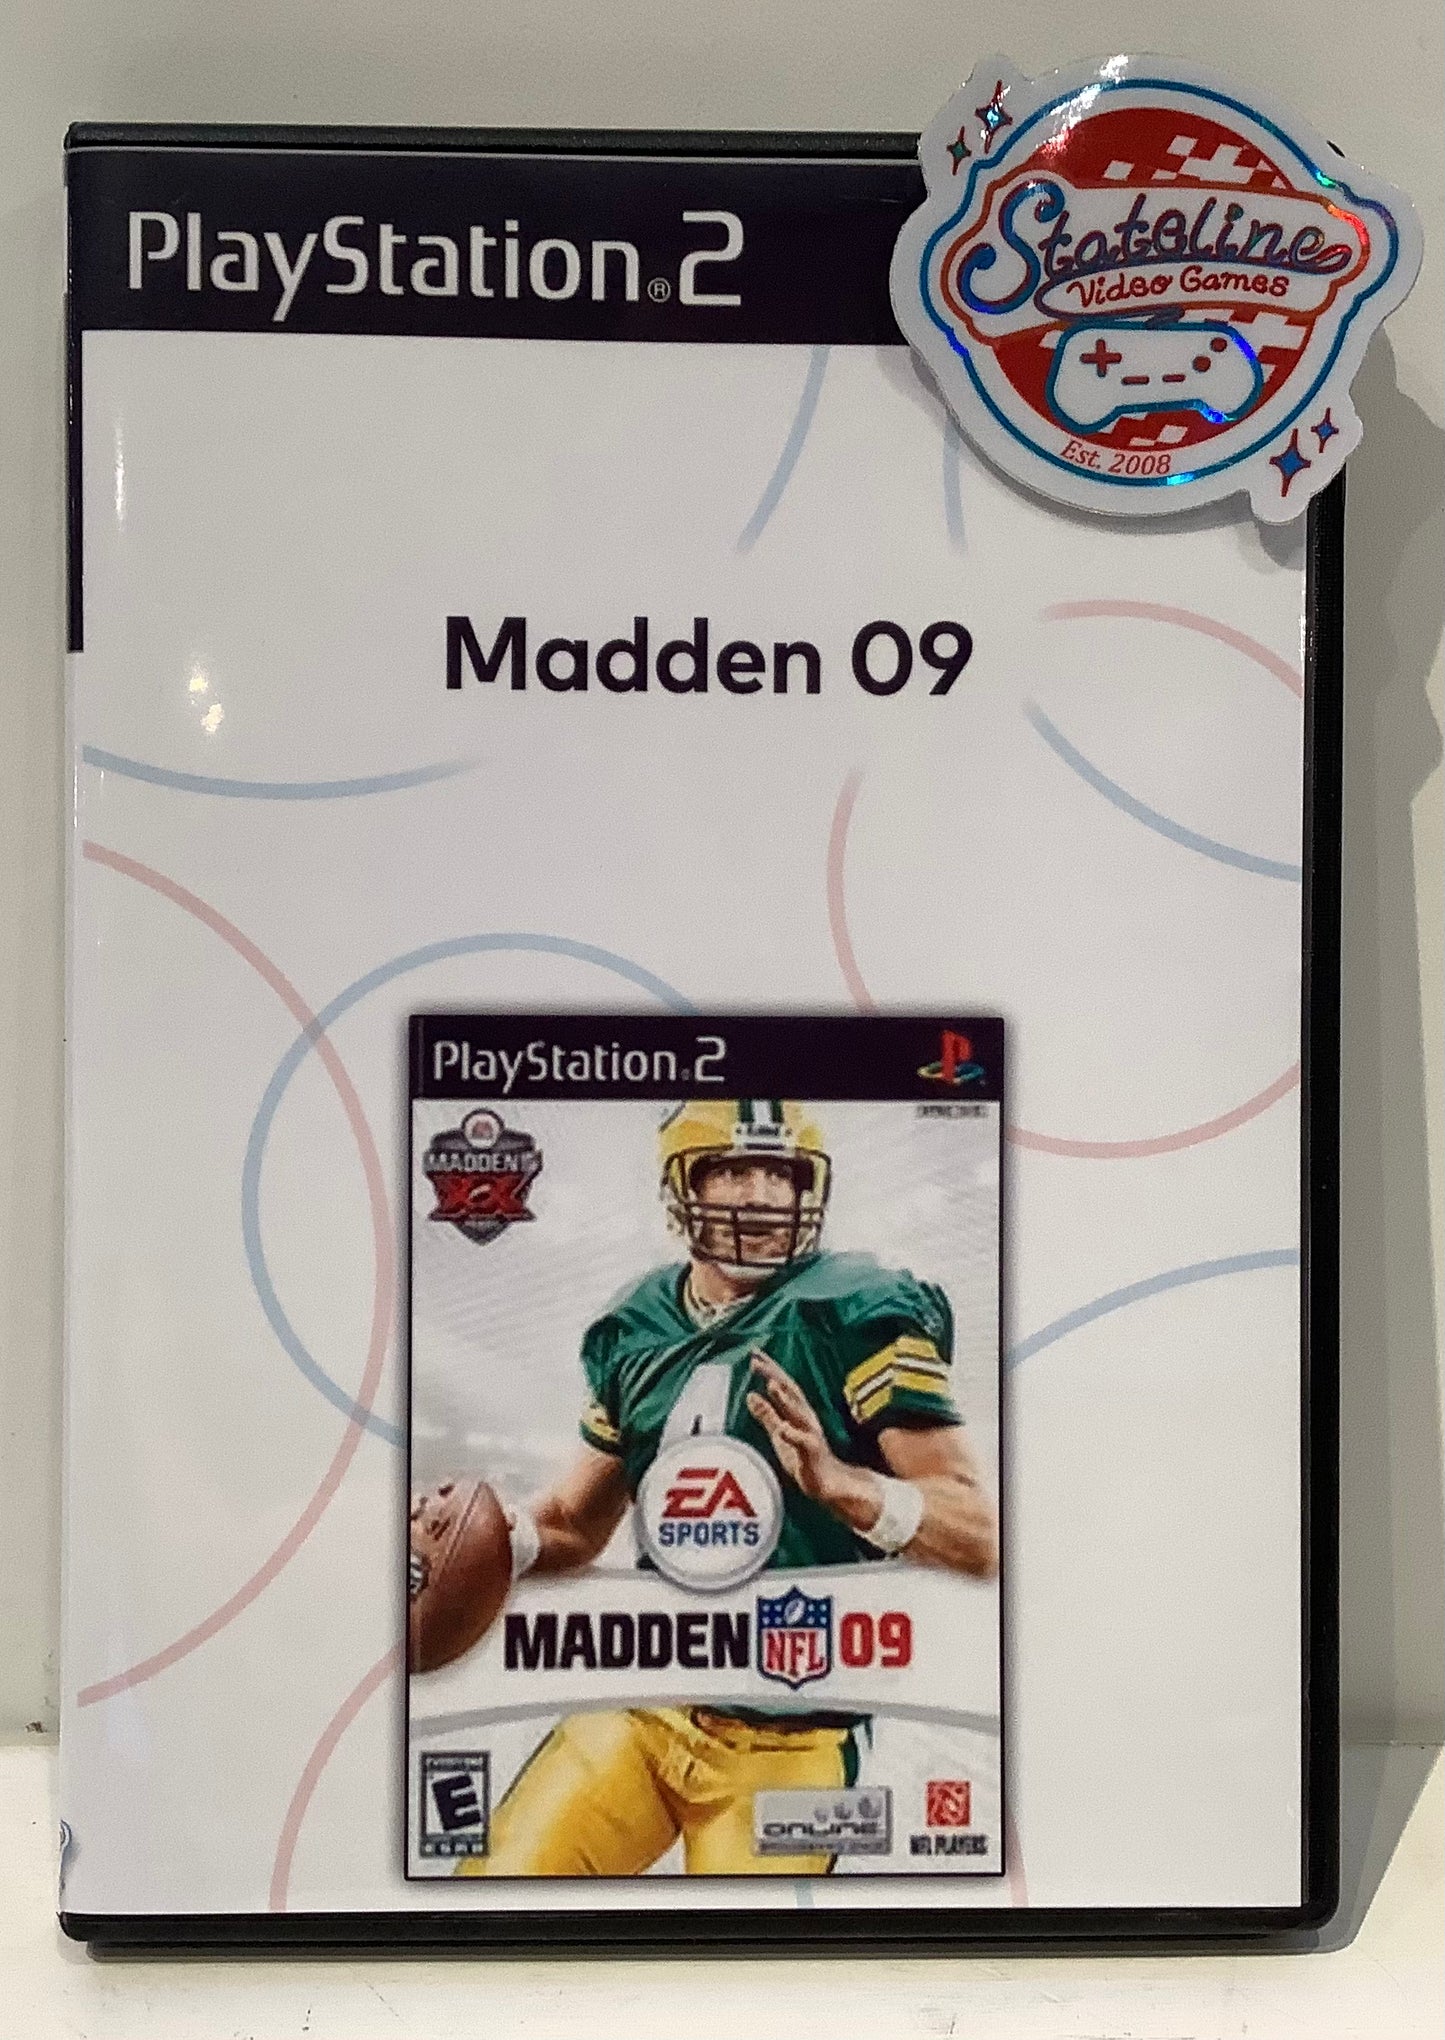 PlayStation®2
Stateline
Video Games
Est. 2008
Madden 09
PlayStation®2
MADDEN
XX
4
EA
SPORTS
MADDEN NFL 09
E
ONLINE
NFL PLAYERS